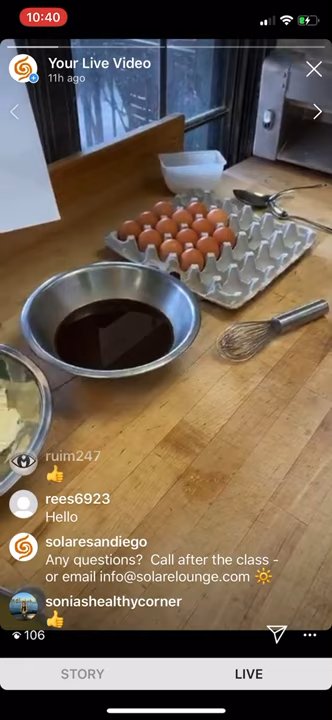 10:40
Your Live Video
11h ago
ruim247
👍
rees6923
Hello
solaresandiego
Any questions? Call after the class -
or email info@solarelounge.com 🔆
soniashealthycorner
👍
106
STORY
LIVE